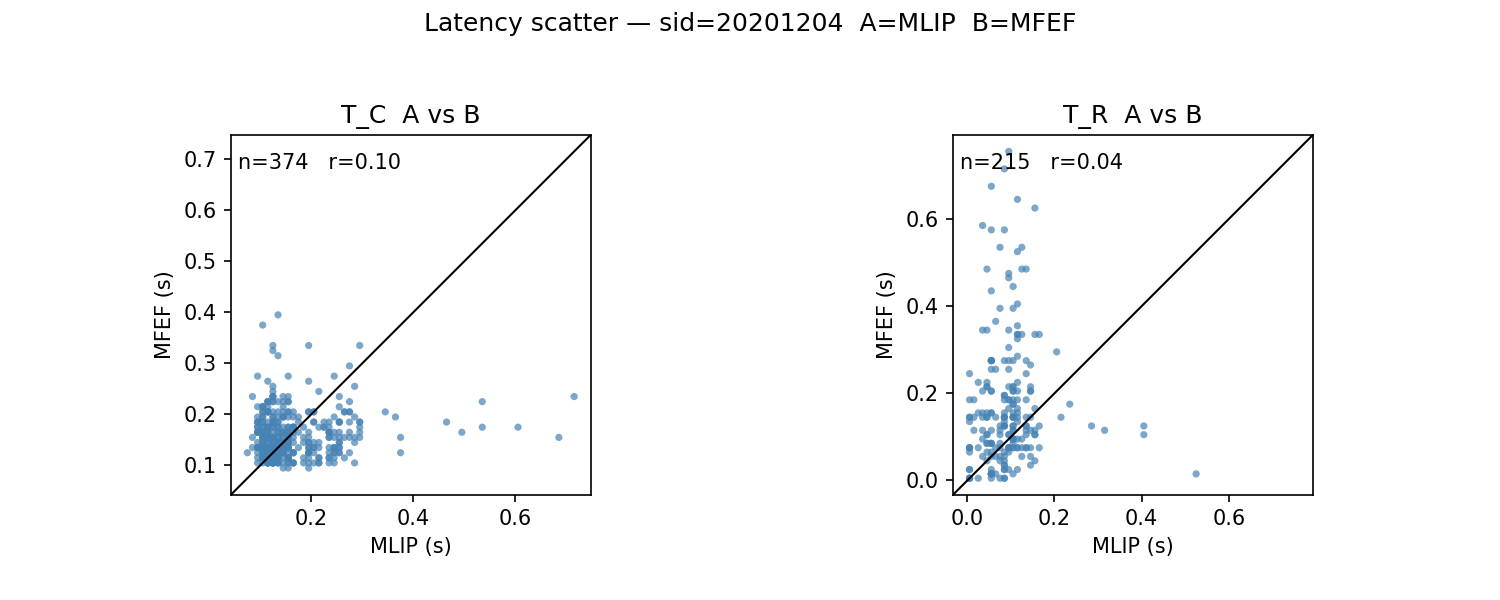 Latency scatter — sid=20201204  A=MLIP  B=MFEF
T_C  A vs B
n=374   r=0.10
0.7
0.6
0.5
0.4
0.3
0.2
0.1
MFEF (s)
0.2 0.4 0.6
MLIP (s)
T_R  A vs B
n=215   r=0.04
0.6
0.4
0.2
0.0
MFEF (s)
0.0 0.2 0.4 0.6
MLIP (s)